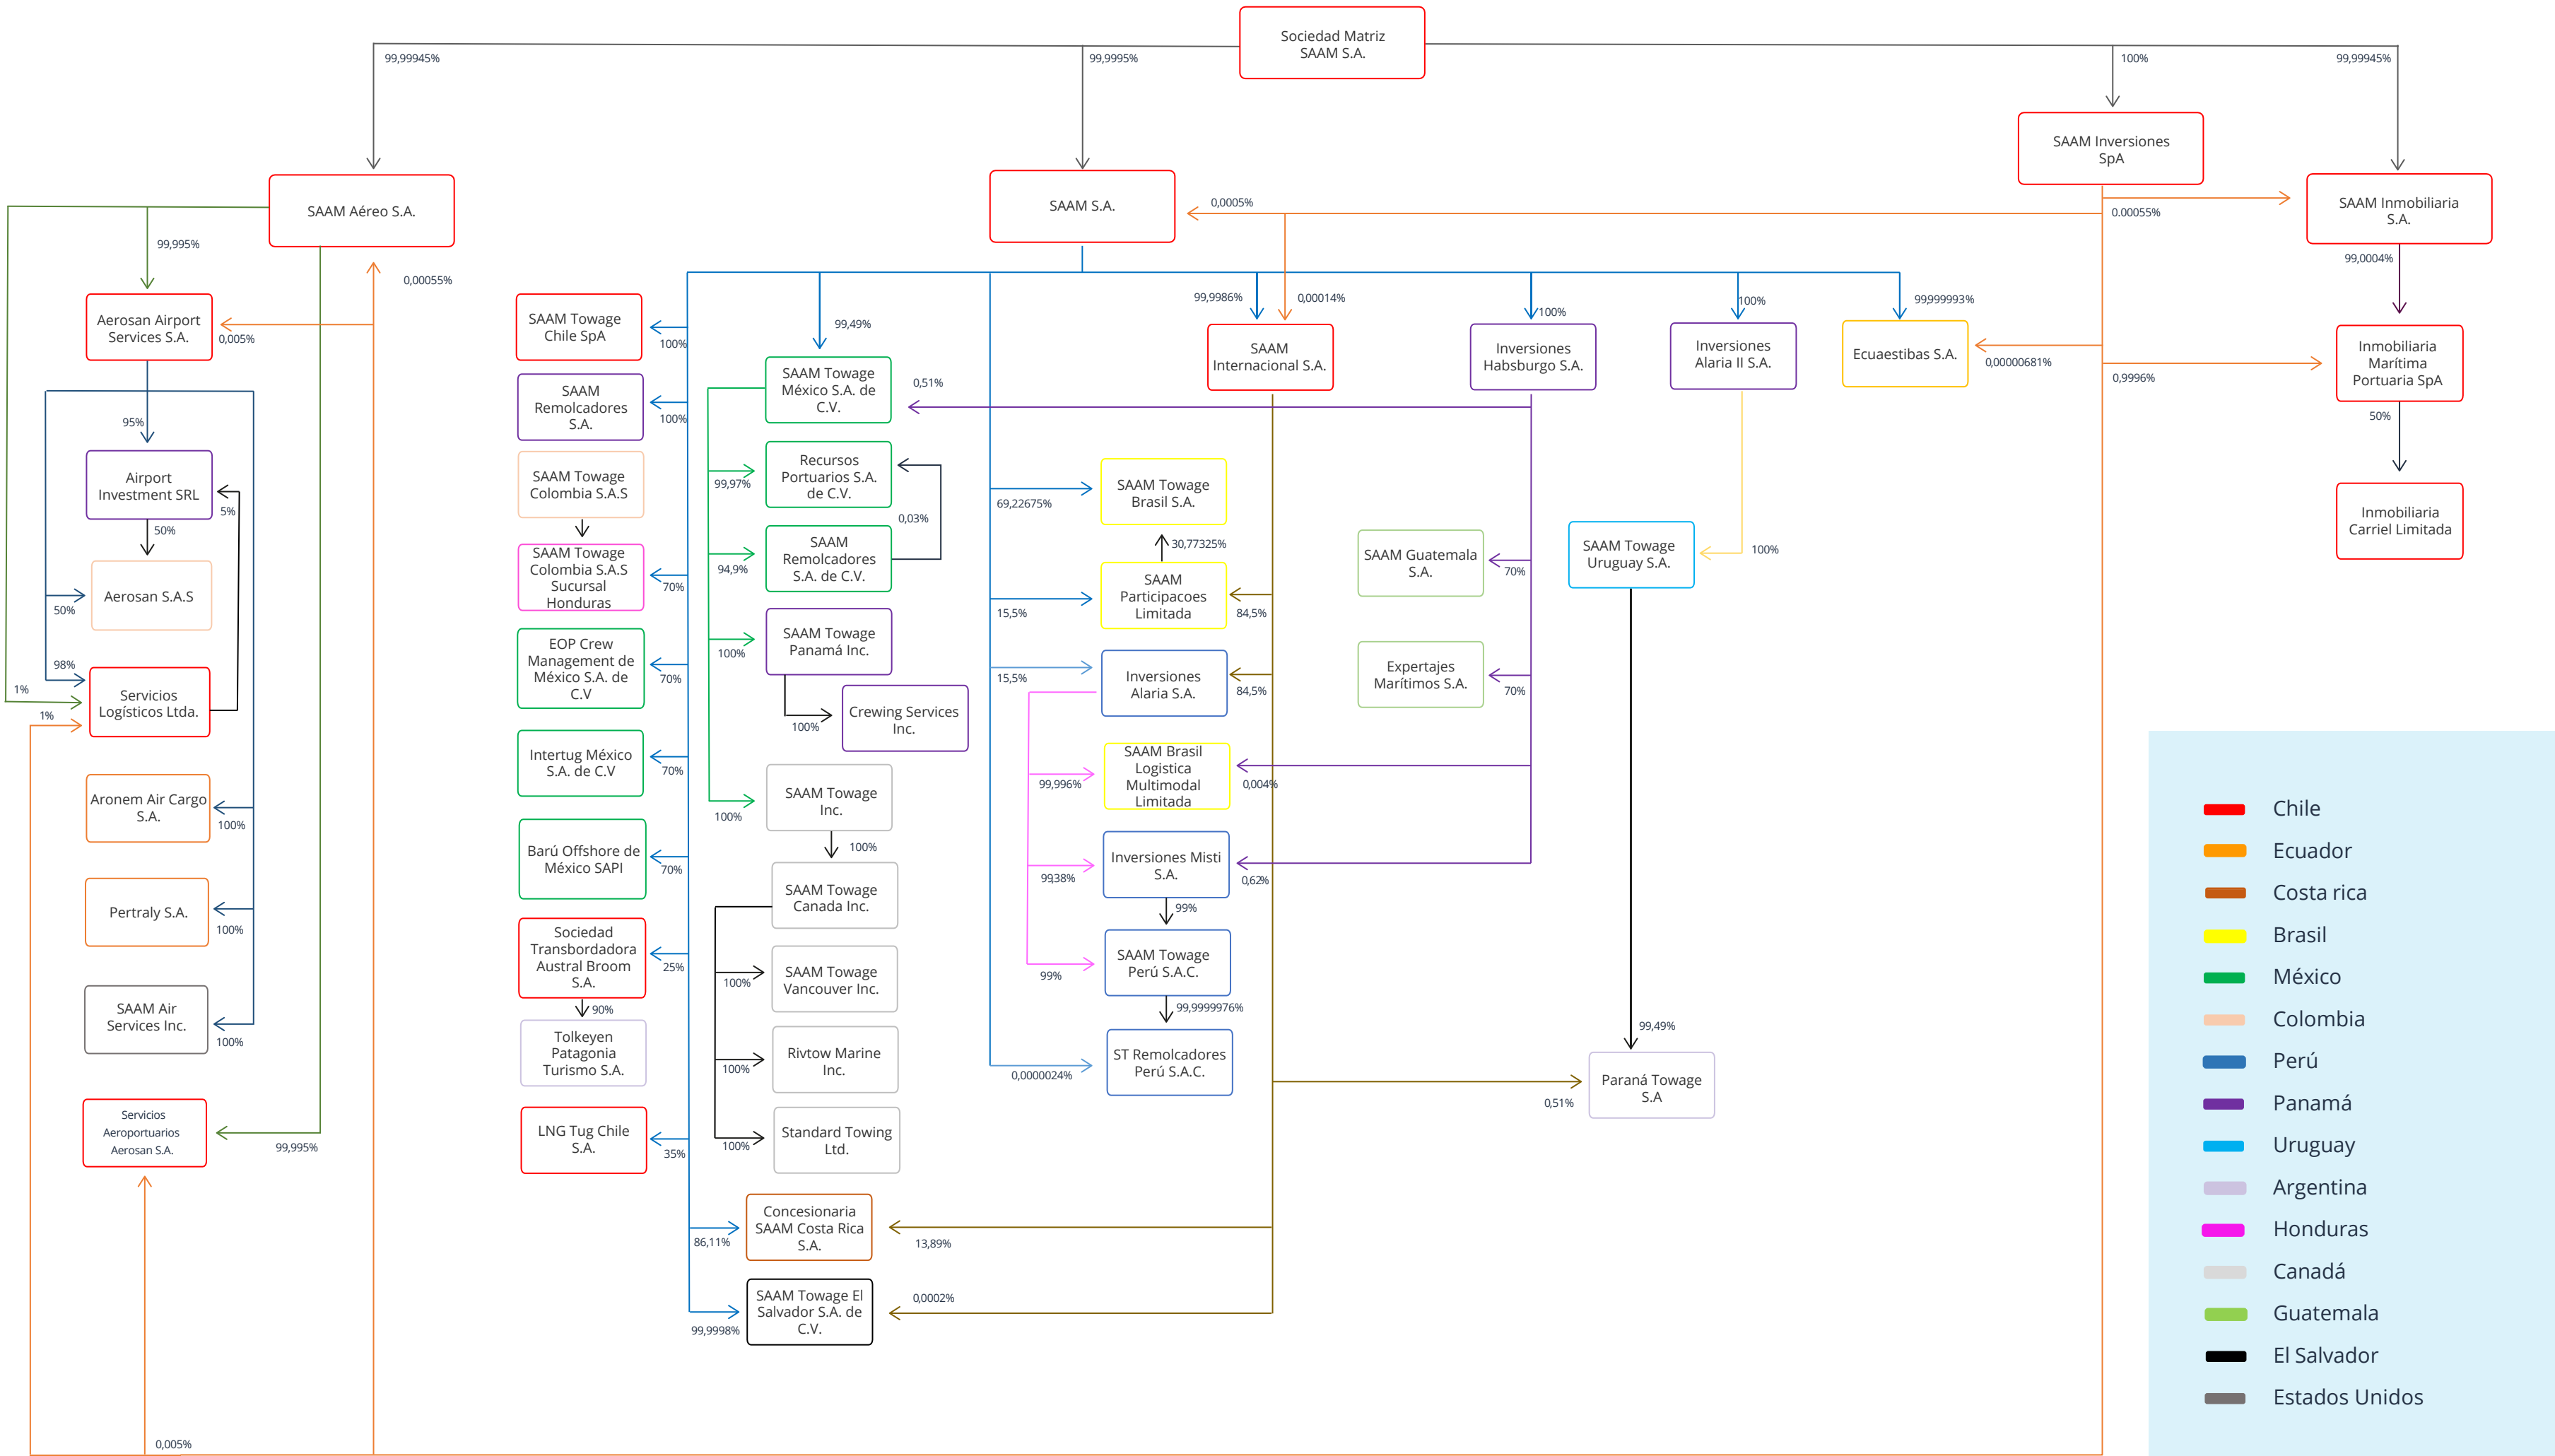 Sociedad Matriz
SAAM S.A.
99,99945%
99,9995%
100%
99,99945%
SAAM Inversiones
SpA
SAAM Aéreo S.A.
SAAM S.A.
0,0005%
0.00055%
SAAM Inmobiliaria
S.A.
99,995%
0,00055%
99,0004%
Aerosan Airport
Services S.A.
0,005%
SAAM Towage
Chile SpA
100%
99,49%
99,9986%
0,00014%
100%
100%
99,999993%
SAAM
Internacional S.A.
Inversiones
Habsburgo S.A.
Inversiones
Alaria II S.A.
Ecuaestibas S.A.
0,00000681%
0,9996%
Inmobiliaria
Marítima
Portuaria SpA
50%
Inmobiliaria
Carriel Limitada
95%
Airport
Investment SRL
5%
50%
Aerosan S.A.S
50%
98%
1%
Servicios
Logísticos Ltda.
1%
Aronem Air Cargo
S.A.
100%
Pertraly S.A.
100%
SAAM Air
Services Inc.
100%
Servicios
Aeroportuarios
Aerosan S.A.
99,995%
0,005%
SAAM
Remolcadores
S.A.
100%
SAAM Towage
Colombia S.A.S
SAAM Towage
Colombia S.A.S
Sucursal
Honduras
70%
EOP Crew
Management de
México S.A. de
C.V
70%
Intertug México
S.A. de C.V
70%
Barú Offshore de
México SAPI
70%
Sociedad
Transbordadora
Austral Broom
S.A.
25%
90%
Tolkeyen
Patagonia
Turismo S.A.
LNG Tug Chile
S.A.
35%
SAAM Towage
México S.A. de
C.V.
0,51%
Recursos
Portuarios S.A.
de C.V.
99,97%
0,03%
SAAM
Remolcadores
S.A. de C.V.
94,9%
SAAM Towage
Panamá Inc.
100%
Crewing Services
Inc.
100%
SAAM Towage
Inc.
100%
100%
SAAM Towage
Canada Inc.
SAAM Towage
Vancouver Inc.
100%
Rivtow Marine
Inc.
100%
Standard Towing
Ltd.
100%
Concesionaria
SAAM Costa Rica
S.A.
86,11%
13,89%
SAAM Towage El
Salvador S.A. de
C.V.
99,9998%
0,0002%
SAAM Towage
Brasil S.A.
69,22675%
30,77325%
SAAM
Participacoes
Limitada
15,5%
84,5%
Inversiones
Alaria S.A.
15,5%
84,5%
SAAM Brasil
Logistica
Multimodal
Limitada
99,996%
0,004%
Inversiones Misti
S.A.
99,38%
0,62%
99%
SAAM Towage
Perú S.A.C.
99%
99,9999976%
ST Remolcadores
Perú S.A.C.
0,0000024%
SAAM Guatemala
S.A.
70%
Expertajes
Marítimos S.A.
70%
SAAM Towage
Uruguay S.A.
100%
99,49%
Paraná Towage
S.A
0,51%
Chile
Ecuador
Costa rica
Brasil
México
Colombia
Perú
Panamá
Uruguay
Argentina
Honduras
Canadá
Guatemala
El Salvador
Estados Unidos